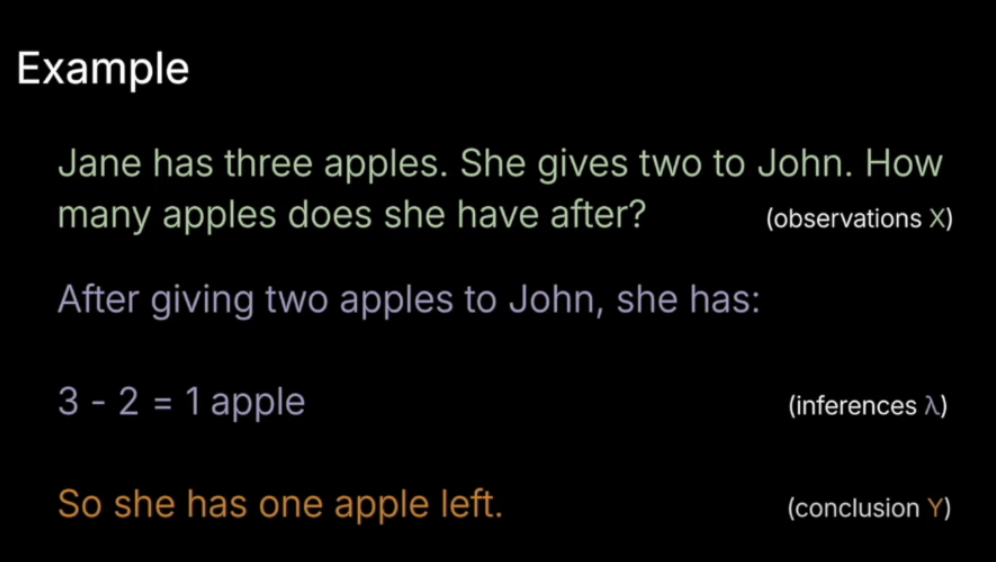 Example
Jane has three apples. She gives two to John. How
many apples does she have after? (observations X)
After giving two apples to John, she has:
3 - 2 = 1 apple (inferences λ)
So she has one apple left. (conclusion Y)